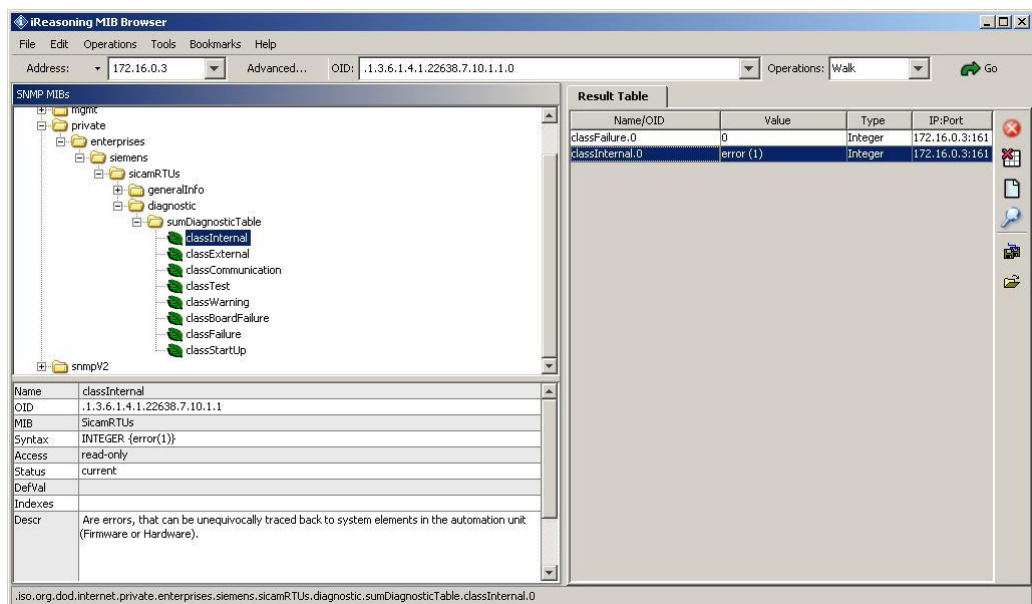 iReasoning MIB Browser
File Edit Operations Tools Bookmarks Help
Address: 172.16.0.3 Advanced... OID: .1.3.6.1.4.1.22638.7.10.1.1.0 Operations: Walk Go
SNMP MIBs
mgmt
private
enterprises
siemens
sicamRTUs
generalInfo
diagnostic
sumDiagnosticTable
classInternal
classExternal
classCommunication
classTest
classWarning
classBoardFailure
classFailure
classStartUp
snmpV2
Name classInternal
OID .1.3.6.1.4.1.22638.7.10.1.1
MIB SicamRTUs
Syntax INTEGER {error(1)}
Access read-only
Status current
DefVal
Indexes
Descr Are errors, that can be unequivocally traced back to system elements in the automation unit
(Firmware or Hardware).
Result Table
Name/OID Value Type IP:Port
classFailure.0 0 Integer 172.16.0.3:161
classInternal.0 error (1) Integer 172.16.0.3:161
.iso.org.dod.internet.private.enterprises.siemens.sicamRTUs.diagnostic.sumDiagnosticTable.classInternal.0